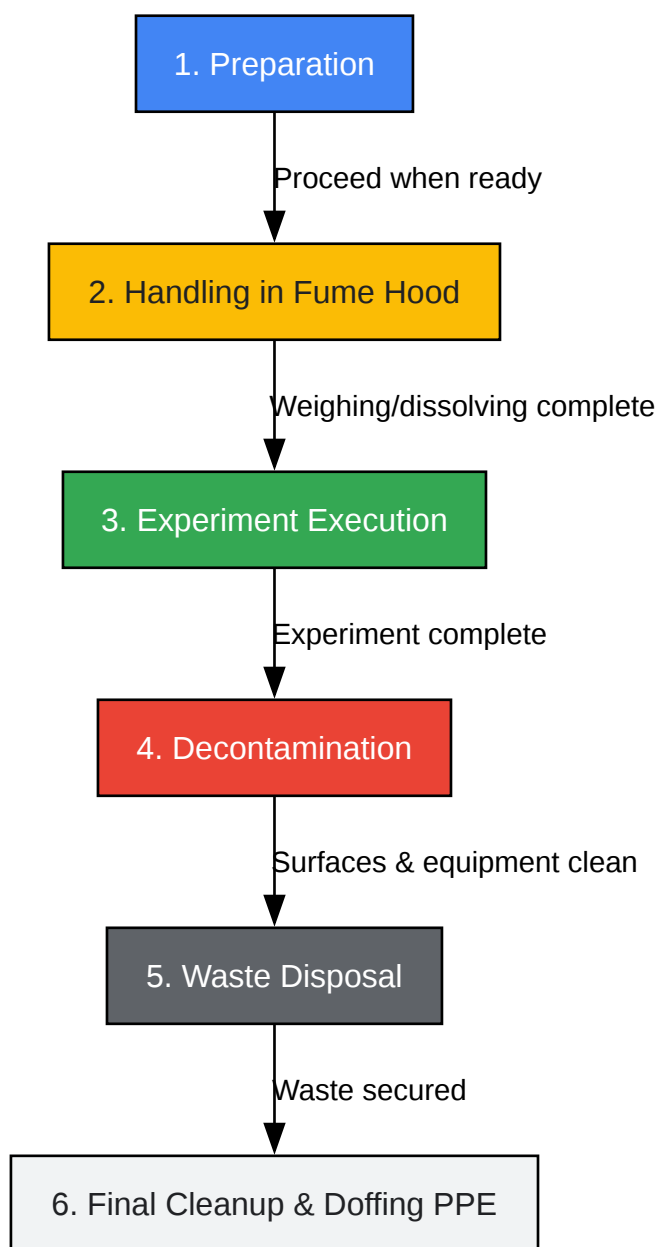 1. Preparation
Proceed when ready
2. Handling in Fume Hood
Weighing/dissolving complete
3. Experiment Execution
Experiment complete
4. Decontamination
Surfaces & equipment clean
5. Waste Disposal
Waste secured
6. Final Cleanup & Doffing PPE